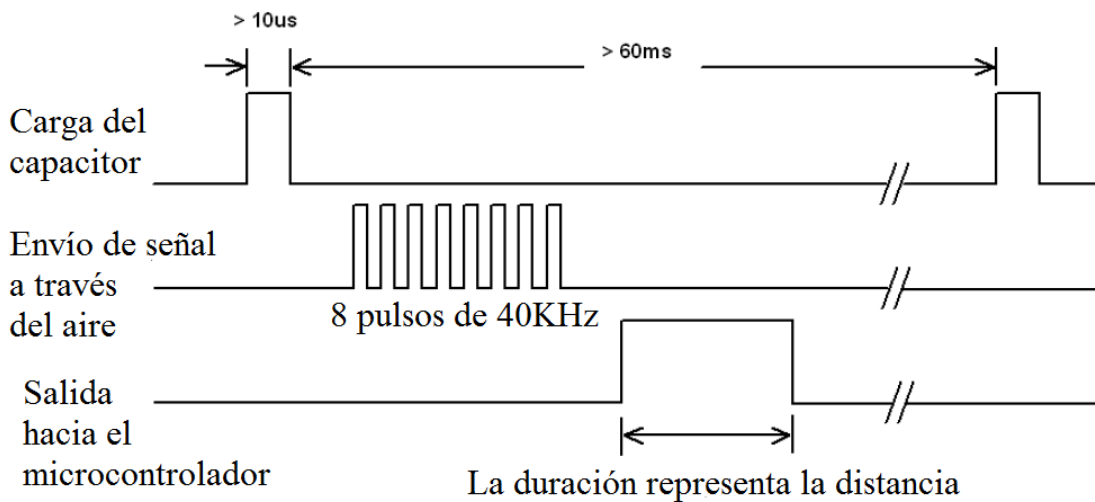 > 10us
> 60ms
Carga del
capacitor
Envío de señal
a través
del aire
8 pulsos de 40KHz
Salida
hacia el
microcontrolador
La duración representa la distancia